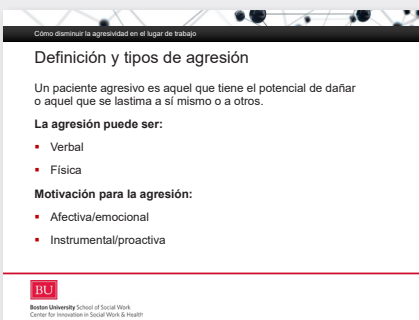 Cómo disminuir la agresividad en el lugar de trabajo
Definición y tipos de agresión
Un paciente agresivo es aquel que tiene el potencial de dañar
o aquel que se lastima a sí mismo o a otros.
La agresión puede ser:
▪ Verbal
▪ Física
Motivación para la agresión:
▪ Afectiva/emocional
▪ Instrumental/proactiva
BU
Boston University School of Social Work
Center for Innovation in Social Work & Health